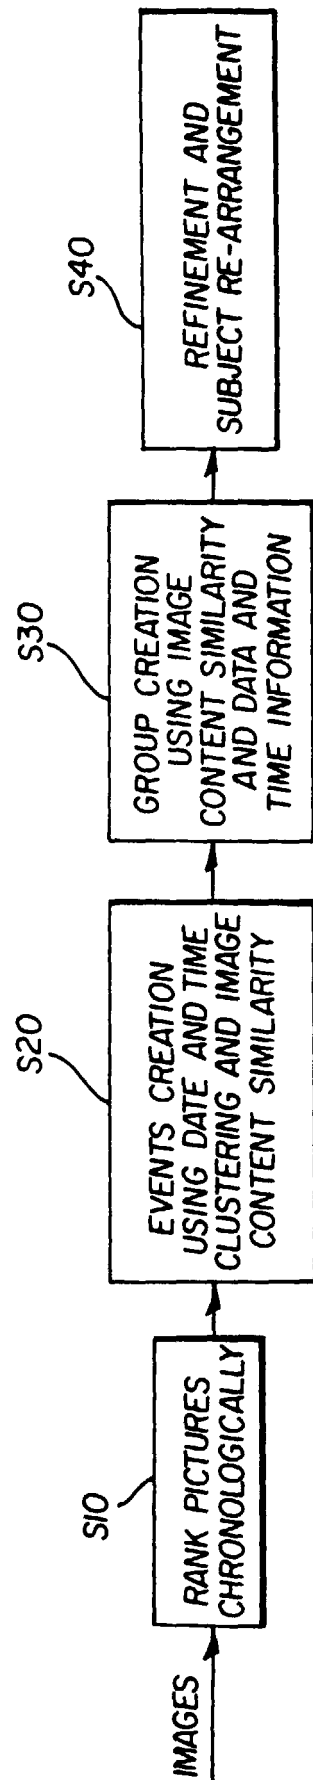 IMAGES
S10
RANK PICTURES
CHRONOLOGICALLY
S20
EVENTS CREATION
USING DATE AND TIME
CLUSTERING AND IMAGE
CONTENT SIMILARITY
S30
GROUP CREATION
USING IMAGE
CONTENT SIMILARITY
AND DATA AND
TIME INFORMATION
S40
REFINEMENT AND
SUBJECT RE-ARRANGEMENT